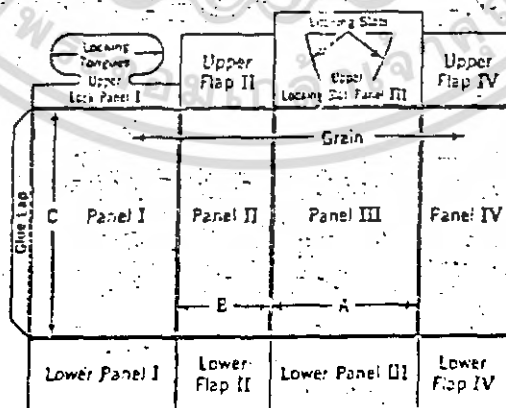 Locking Slots
Locking
Tongues
Upper
Lock Panel I
Upper
Flap II
Upper
Locking Slot Panel III
Upper
Flap IV
Grain
Glue Lap
C
Panel I
Panel II
Panel III
Panel IV
B
A
Lower Panel I
Lower
Flap II
Lower Panel III
Lower
Flap IV